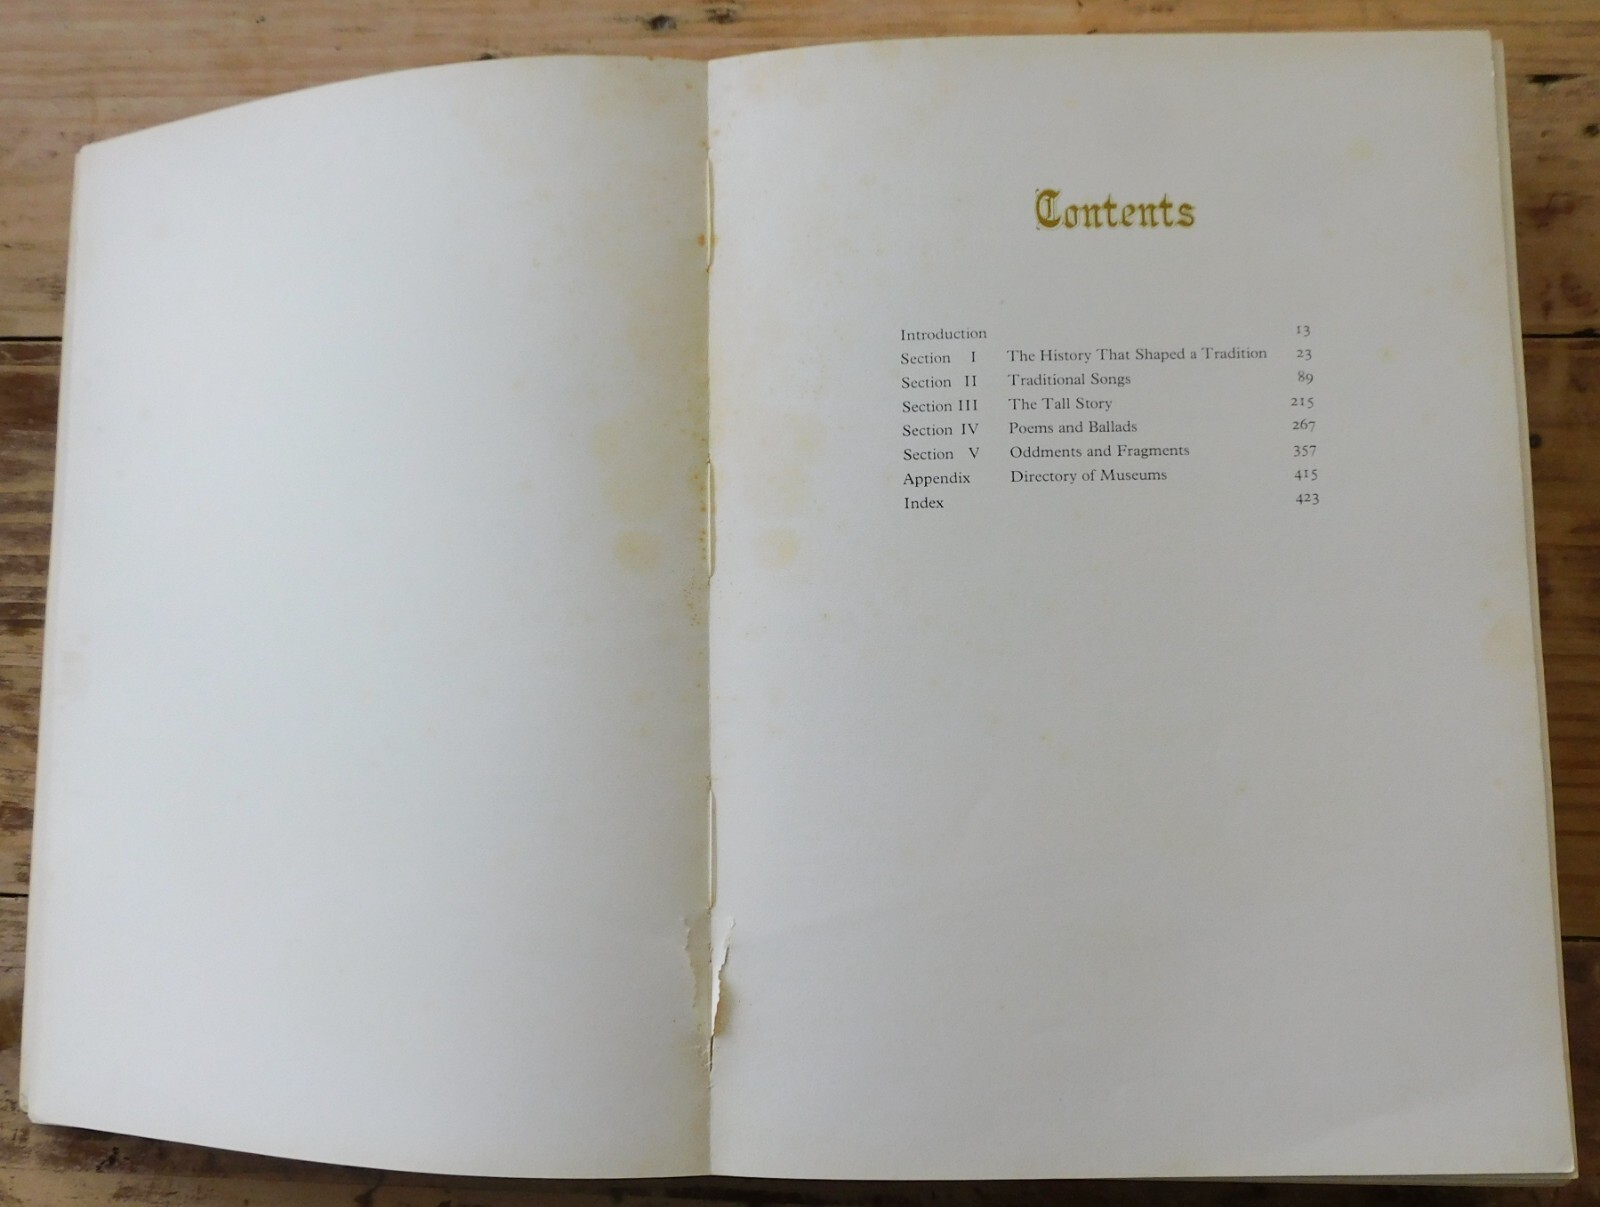 Contents
Introduction 13
Section I The History That Shaped a Tradition 23
Section II Traditional Songs 89
Section III The Tall Story 215
Section IV Poems and Ballads 267
Section V Oddments and Fragments 357
Appendix Directory of Museums 415
Index 423